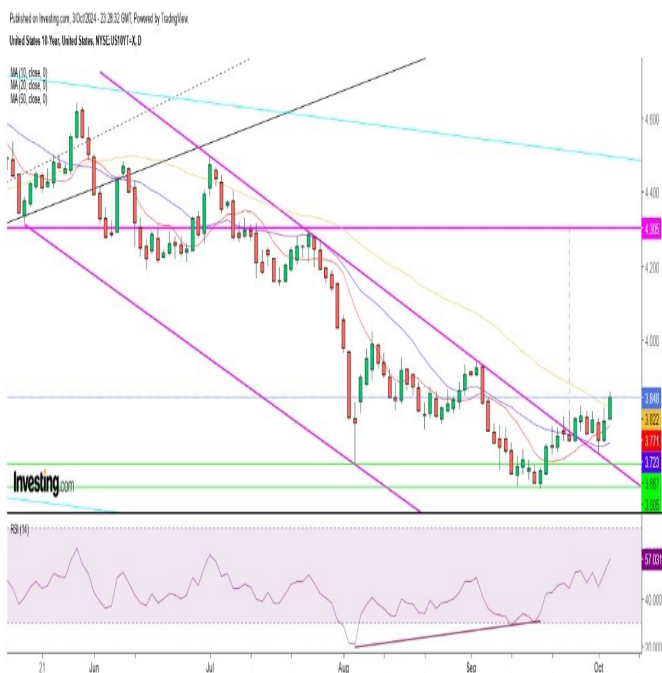 Published on Investing.com, 3/Oct/2024 - 23:28:32 GMT, Powered by TradingView.
United States 10-Year, United States, NYSE:US10YT=X, D
MA (10, close, 0)
MA (20, close, 0)
MA (50, close, 0)
4.600
4.400
4.305
4.200
4.000
3.848
3.822
3.771
3.723
3.667
3.605
Investing.com
RSI (14)
57.031
40.000
20.000
21
Jun
Jul
Aug
Sep
Oct